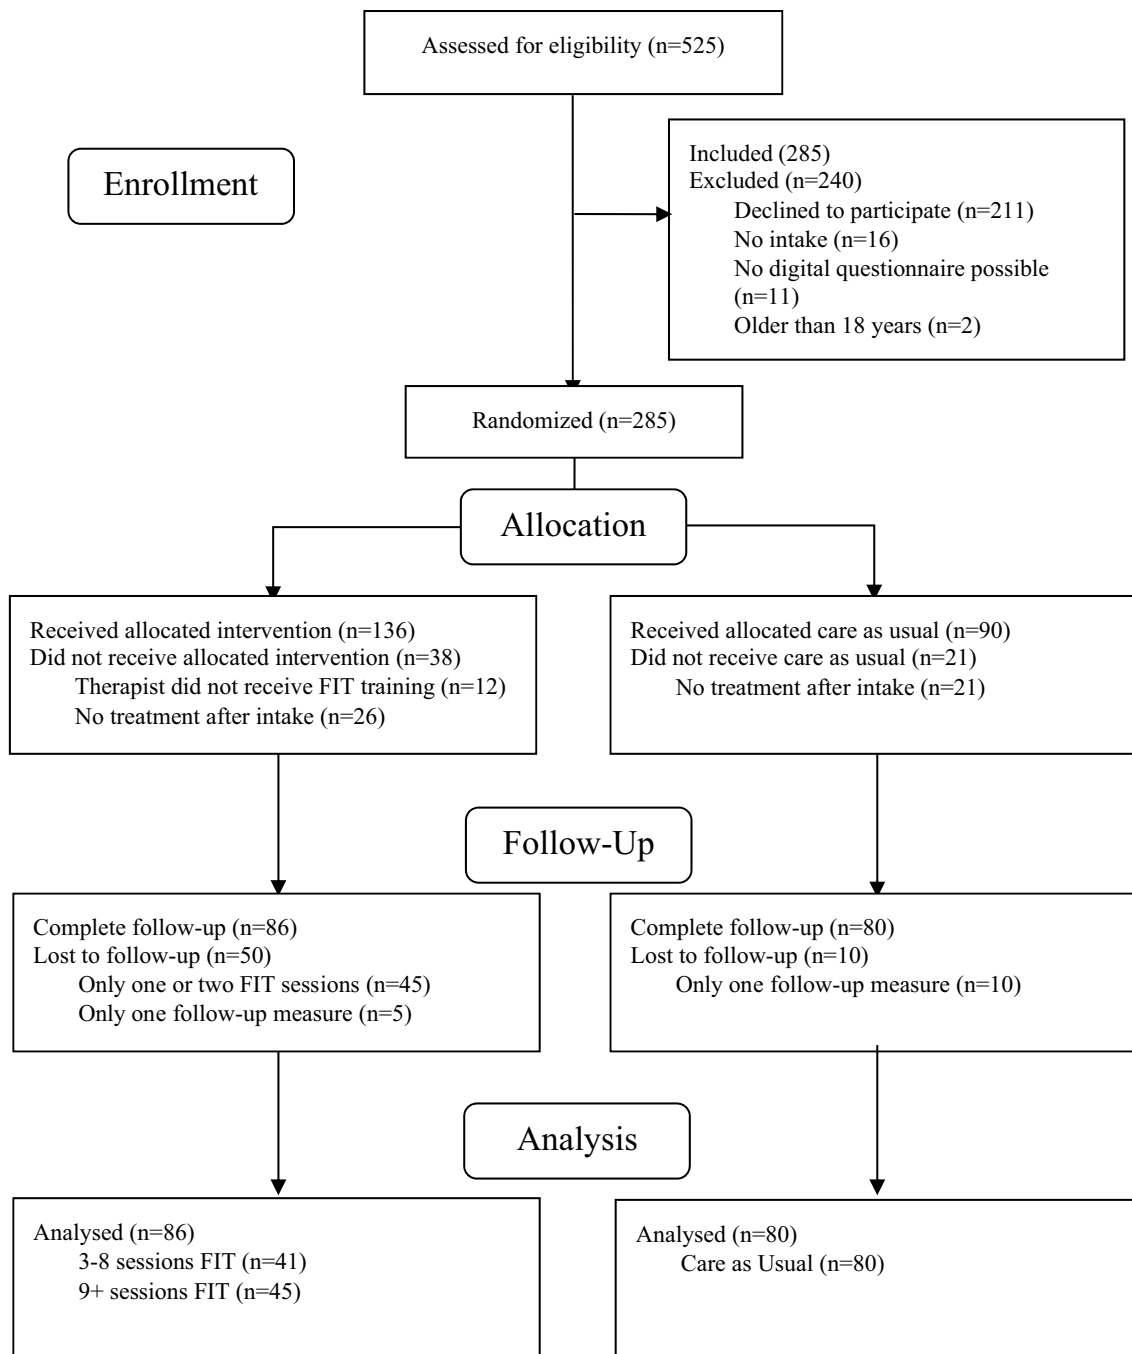 Assessed for eligibility (n=525)
Enrollment
Included (285)
Excluded (n=240)
Declined to participate (n=211)
No intake (n=16)
No digital questionnaire possible
(n=11)
Older than 18 years (n=2)
Randomized (n=285)
Allocation
Received allocated intervention (n=136)
Did not receive allocated intervention (n=38)
Therapist did not receive FIT training (n=12)
No treatment after intake (n=26)
Received allocated care as usual (n=90)
Did not receive care as usual (n=21)
No treatment after intake (n=21)
Follow-Up
Complete follow-up (n=86)
Lost to follow-up (n=50)
Only one or two FIT sessions (n=45)
Only one follow-up measure (n=5)
Complete follow-up (n=80)
Lost to follow-up (n=10)
Only one follow-up measure (n=10)
Analysis
Analysed (n=86)
3-8 sessions FIT (n=41)
9+ sessions FIT (n=45)
Analysed (n=80)
Care as Usual (n=80)